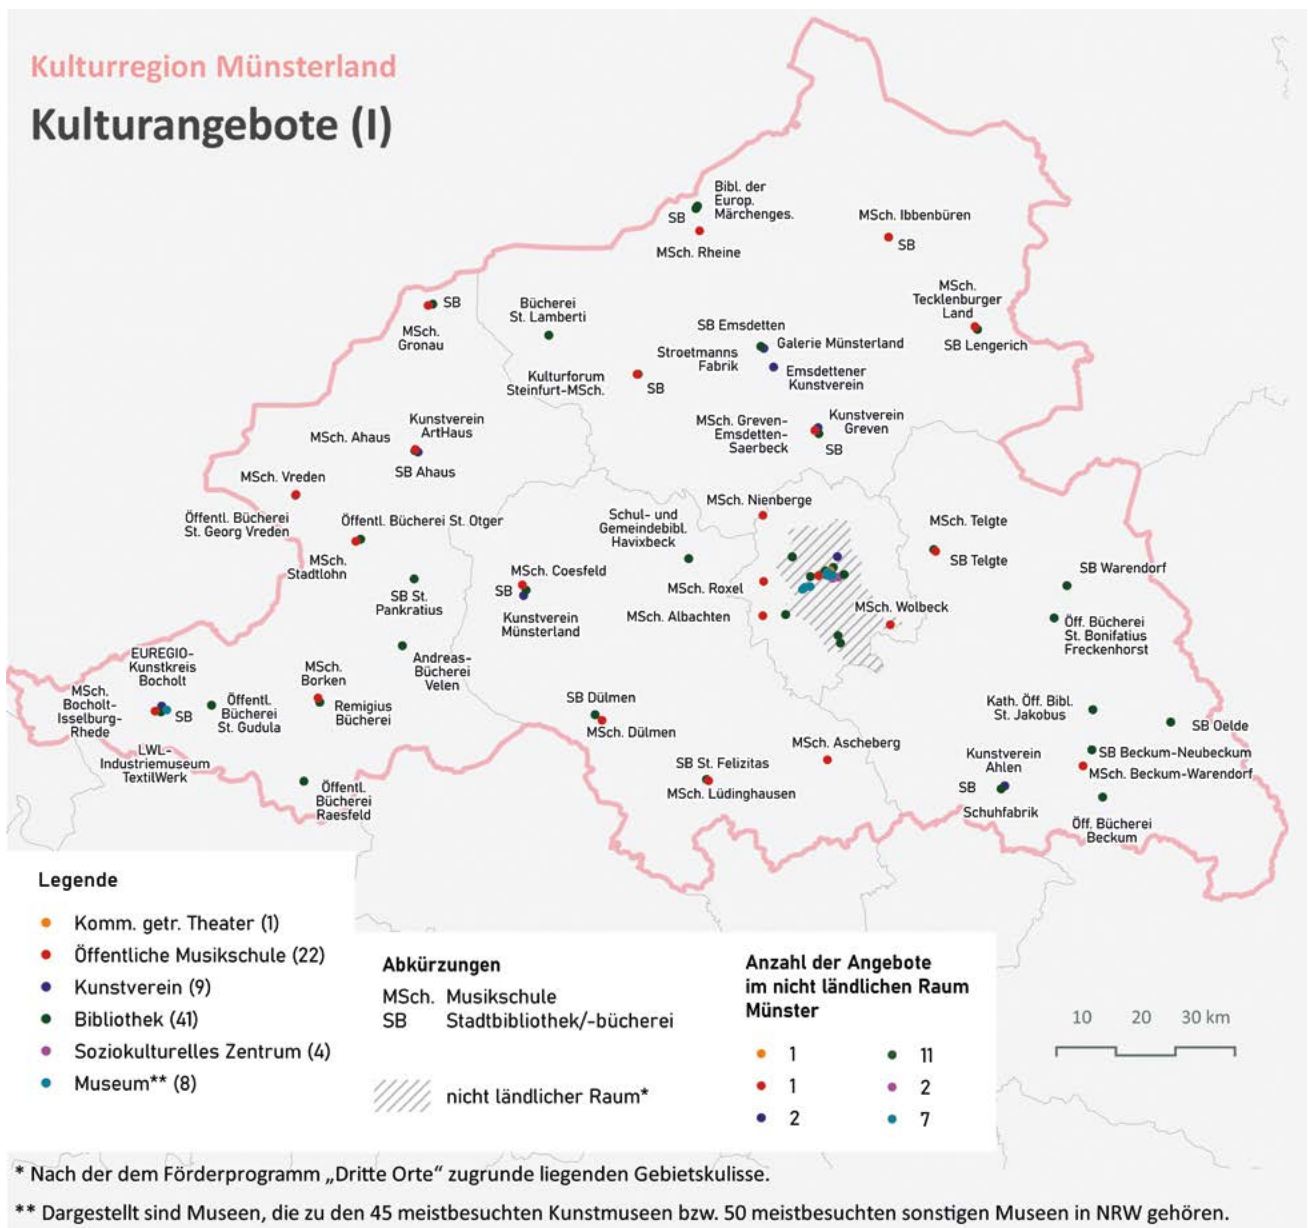 Kulturregion Münsterland
Kulturangebote (I)
Bibl. der
Europ.
Märchenges.
SB
MSch. Rheine
MSch. Ibbenbüren
SB
MSch.
Tecklenburger
Land
SB Lengerich
SB
MSch.
Gronau
Bücherei
St. Lamberti
SB Emsdetten
Galerie Münsterland
Stroetmanns
Fabrik
Emsdettener
Kunstverein
Kulturforum
Steinfurt-MSch.
SB
Kunstverein
ArtHaus
MSch. Ahaus
SB Ahaus
MSch. Greven-
Emsdetten-
Saerbeck
Kunstverein
Greven
SB
MSch. Vreden
Öffentl. Bücherei
St. Georg Vreden
Öffentl. Bücherei St. Otger
MSch.
Stadtlohn
Schul- und
Gemeindebibl.
Havixbeck
MSch. Nienberge
MSch. Telgte
SB Telgte
SB St.
Pankratius
MSch. Coesfeld
SB
Kunstverein
Münsterland
MSch. Roxel
MSch. Albachten
MSch. Wolbeck
SB Warendorf
Öff. Bücherei
St. Bonifatius
Freckenhorst
Andreas-
Bücherei
Velen
EUREGIO-
Kunstkreis
Bocholt
MSch.
Bocholt-
Isselburg-
Rhede
SB
LWL-
Industriemuseum
TextilWerk
Öffentl.
Bücherei
St. Gudula
MSch.
Borken
Remigius
Bücherei
Öffentl.
Bücherei
Raesfeld
SB Dülmen
MSch. Dülmen
SB St. Felizitas
MSch. Lüdinghausen
MSch. Ascheberg
Kath. Öff. Bibl.
St. Jakobus
SB Oelde
SB Beckum-Neubeckum
MSch. Beckum-Warendorf
Kunstverein
Ahlen
SB
Schuhfabrik
Öff. Bücherei
Beckum
Legende
Komm. getr. Theater (1)
Öffentliche Musikschule (22)
Kunstverein (9)
Bibliothek (41)
Soziokulturelles Zentrum (4)
Museum** (8)
Abkürzungen
MSch. Musikschule
SB Stadtbibliothek/-bücherei
nicht ländlicher Raum*
Anzahl der Angebote
im nicht ländlichen Raum
Münster
1 11
1 2
2 7
10 20 30 km
* Nach der dem Förderprogramm „Dritte Orte“ zugrunde liegenden Gebietskulisse.
** Dargestellt sind Museen, die zu den 45 meistbesuchten Kunstmuseen bzw. 50 meistbesuchten sonstigen Museen in NRW gehören.